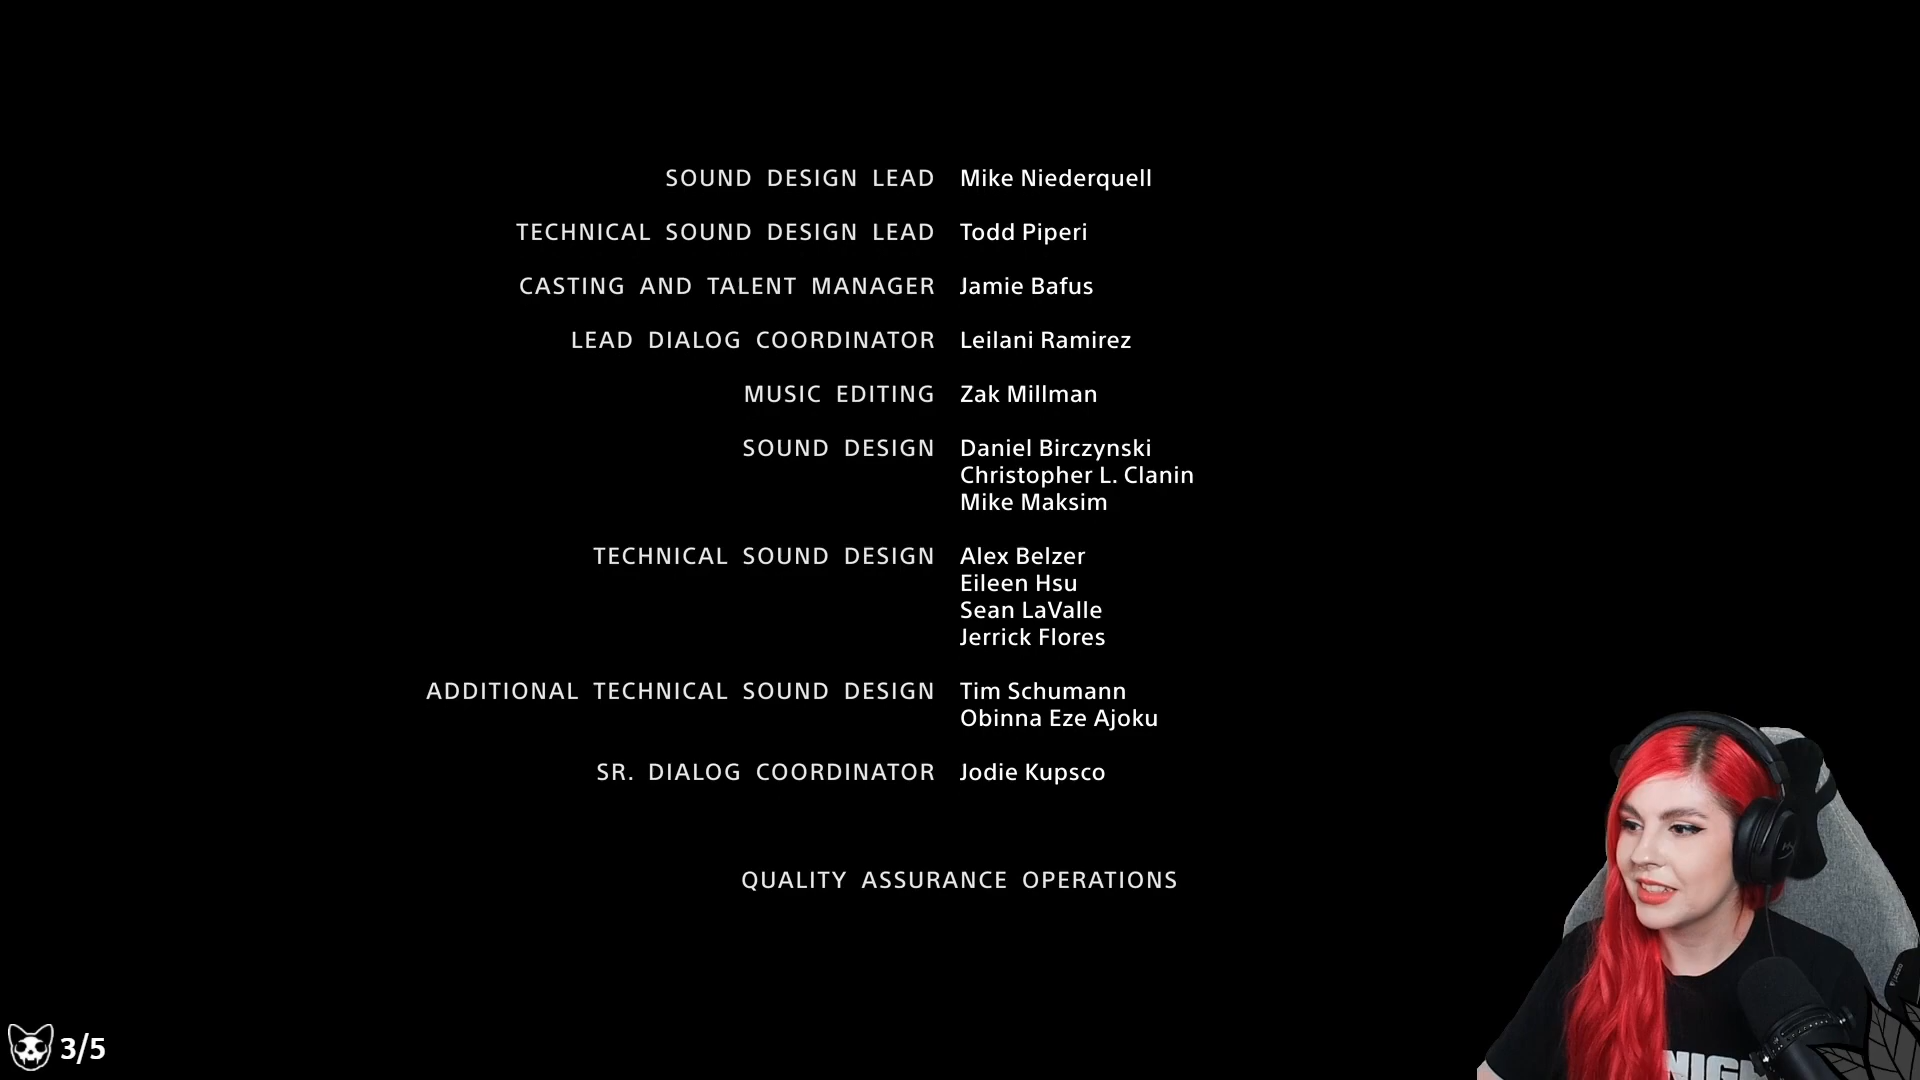 SOUND DESIGN LEAD Mike Niederquell
TECHNICAL SOUND DESIGN LEAD Todd Piperi
CASTING AND TALENT MANAGER Jamie Bafus
LEAD DIALOG COORDINATOR Leilani Ramirez
MUSIC EDITING Zak Millman
SOUND DESIGN Daniel Birczynski
Christopher L. Clanin
Mike Maksim
TECHNICAL SOUND DESIGN Alex Belzer
Eileen Hsu
Sean LaValle
Jerrick Flores
ADDITIONAL TECHNICAL SOUND DESIGN Tim Schumann
Obinna Eze Ajoku
SR. DIALOG COORDINATOR Jodie Kupsco
QUALITY ASSURANCE OPERATIONS
3/5